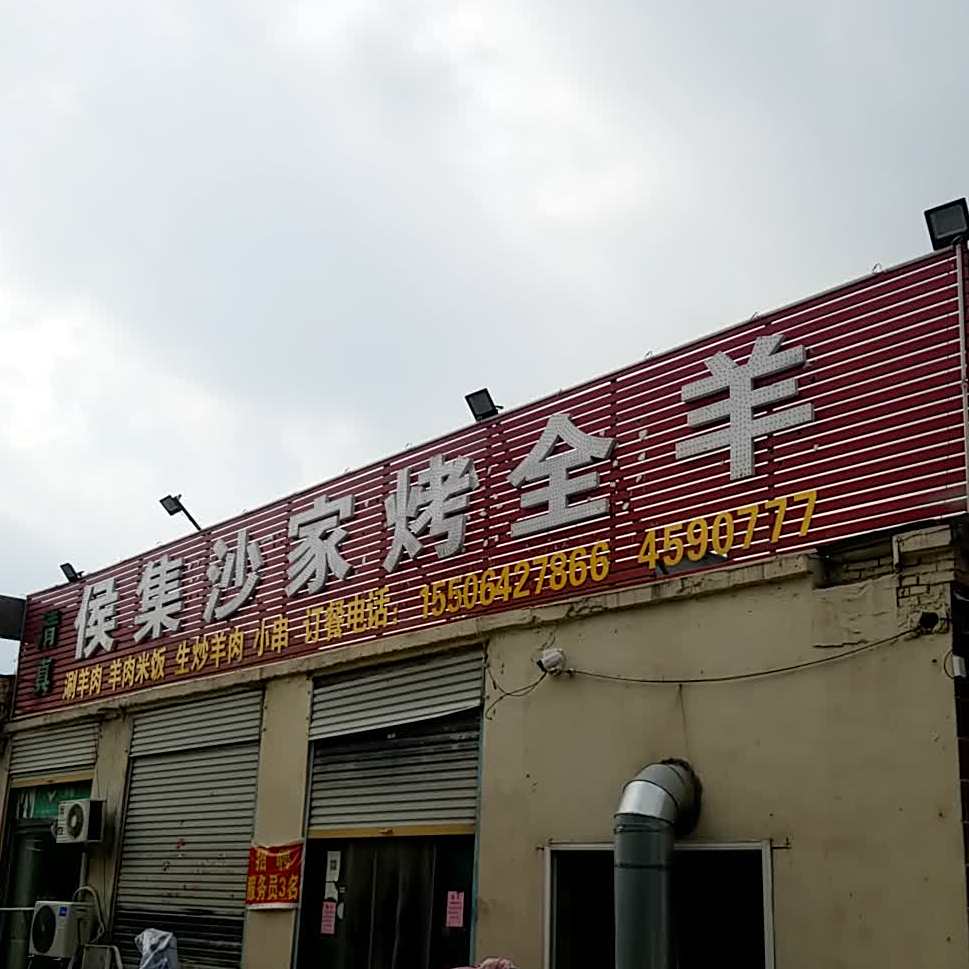 清真
侯集沙家烤全羊
涮羊肉 羊肉米饭 生炒羊肉 小串 订餐电话：15506427866 4590777
招聘
服务员3名